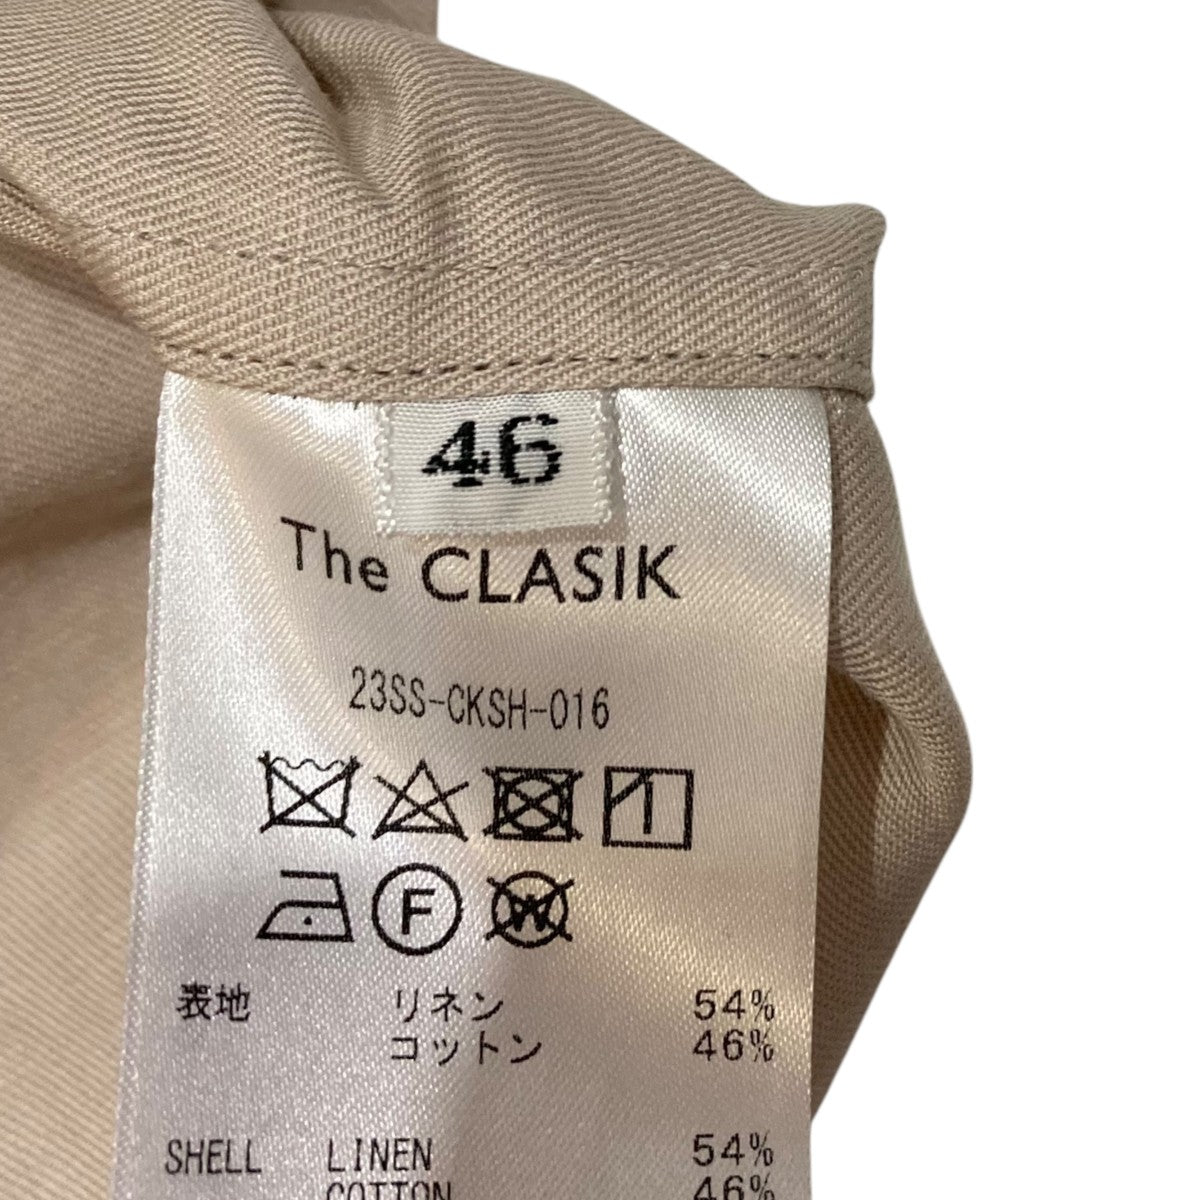 46
The CLASIK
23SS-CKSH-016
1
F W
表地 リネン 54%
コットン 46%
SHELL LINEN 54%
COTTON 46%